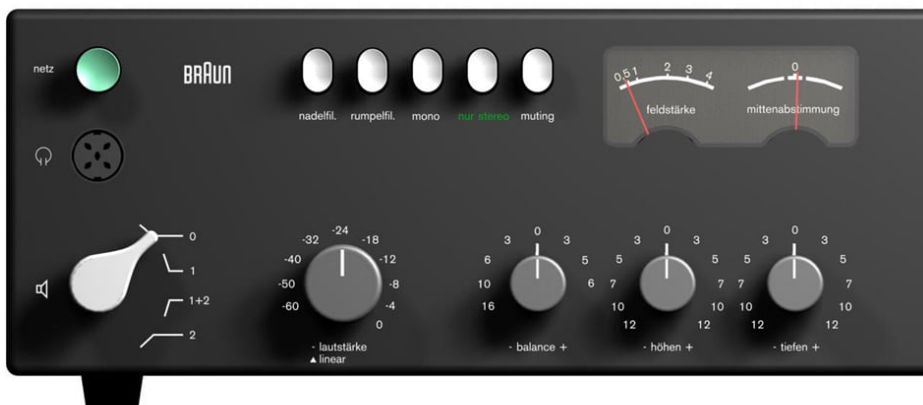 netz
BRAUN
nadelfil.
rumpelfil.
mono
nur stereo
muting
0,5 1 2 3 4
feldstärke
0
mittenabstimmung
0
1
1+2
2
-24
-32 -18
-40 -12
-50 -8
-60 -4
0
- lautstärke
▲ linear
0
3 3
6 5
10 6
16
- balance +
0
3 3
5 5
7 7
10 10
12 12
- höhen +
0
3 3
5 5
7 7
10 10
12 12
- tiefen +